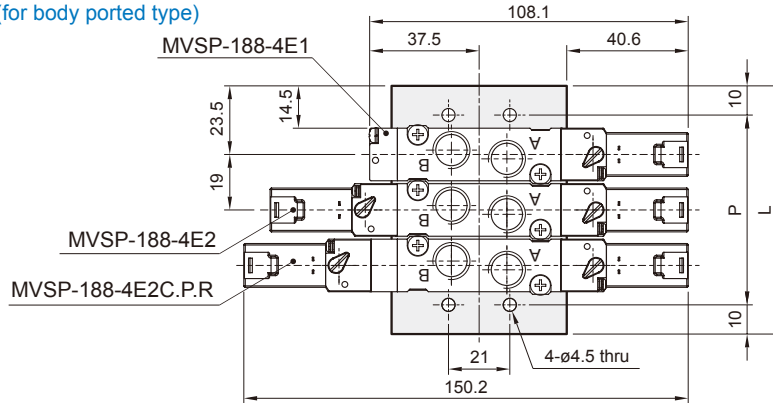 (for body ported type)
108.1
37.5
40.6
MVSP-188-4E1
23.5
14.5
10
19
A
B
A
B
A
B
P
L
MVSP-188-4E2
MVSP-188-4E2C.P.R
10
21
4-ø4.5 thru
150.2